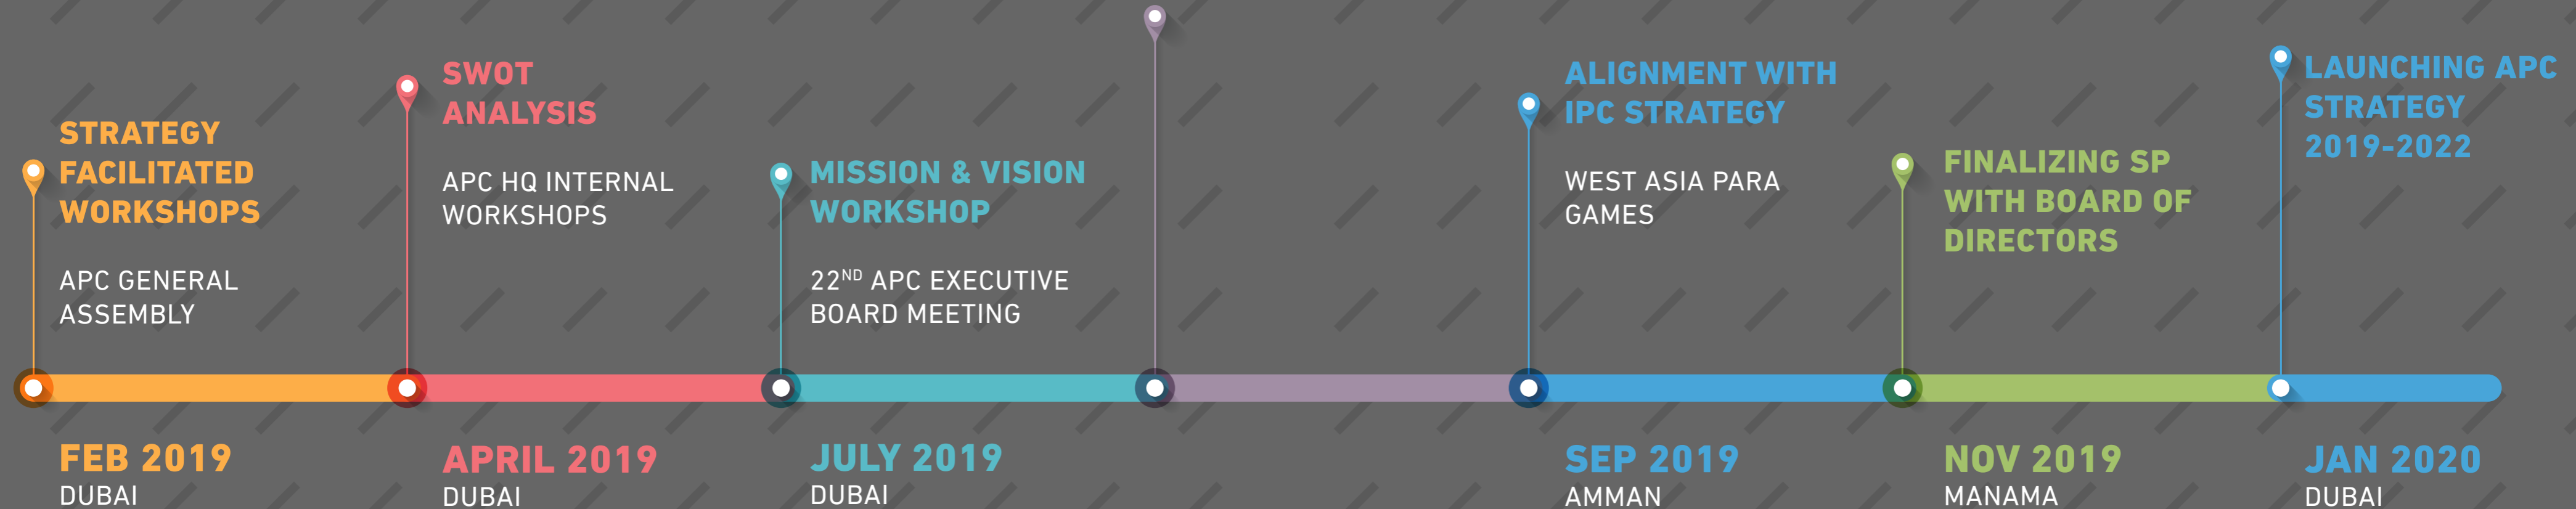 STRATEGY
FACILITATED
WORKSHOPS
APC GENERAL
ASSEMBLY
FEB 2019
DUBAI
SWOT
ANALYSIS
APC HQ INTERNAL
WORKSHOPS
APRIL 2019
DUBAI
MISSION & VISION
WORKSHOP
22ND APC EXECUTIVE
BOARD MEETING
JULY 2019
DUBAI
ALIGNMENT WITH
IPC STRATEGY
WEST ASIA PARA
GAMES
SEP 2019
AMMAN
FINALIZING SP
WITH BOARD OF
DIRECTORS
NOV 2019
MANAMA
LAUNCHING APC
STRATEGY
2019-2022
JAN 2020
DUBAI